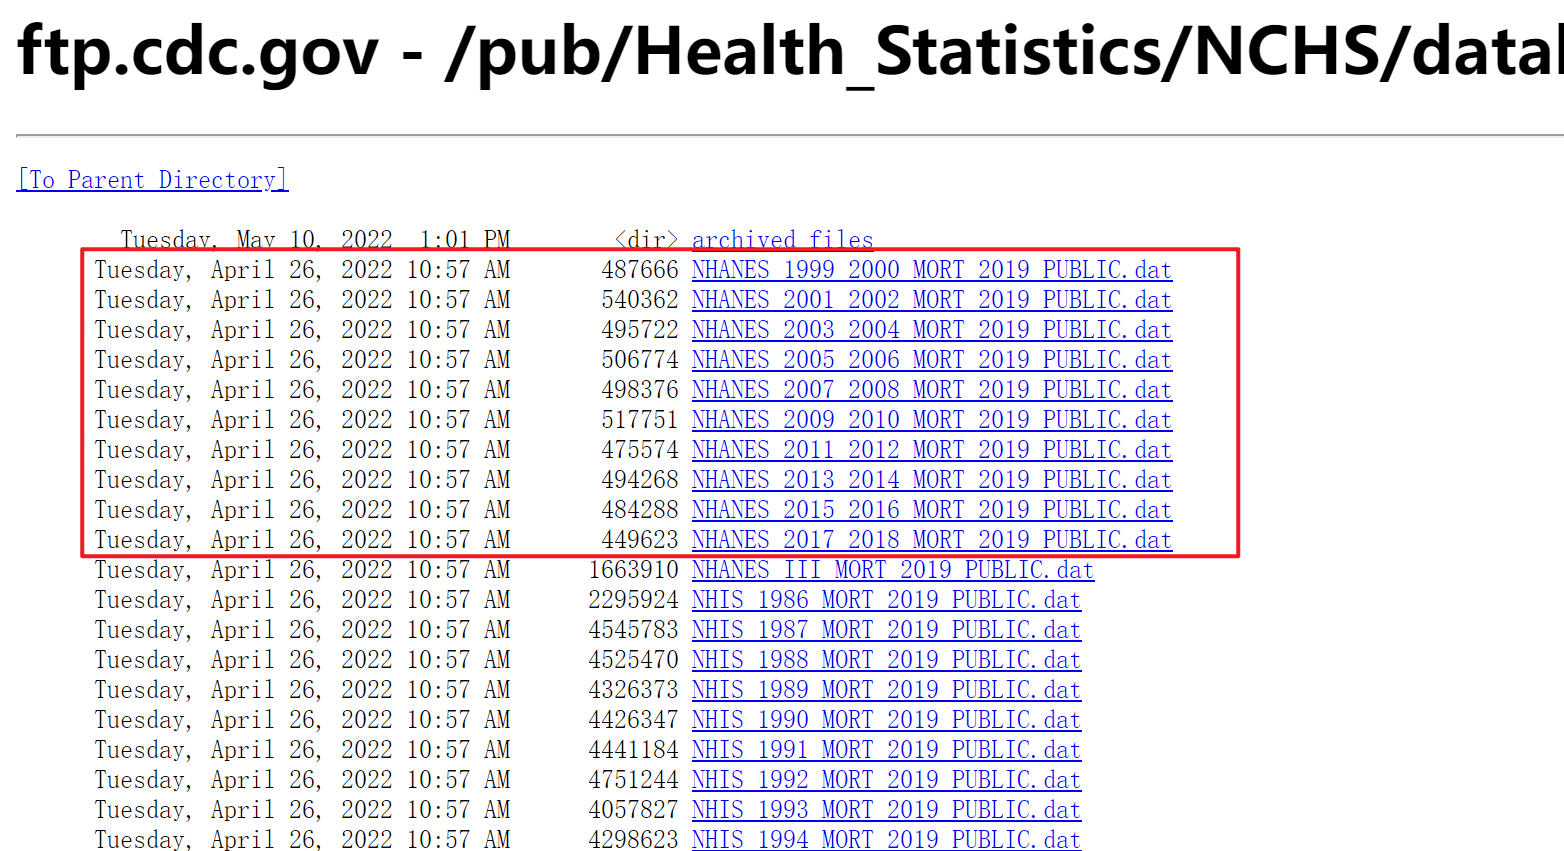 ftp.cdc.gov - /pub/Health_Statistics/NCHS/datal
[To Parent Directory]
Tuesday, May 10, 2022 1:01 PM <dir> archived_files
Tuesday, April 26, 2022 10:57 AM 487666 NHANES_1999_2000_MORT_2019_PUBLIC.dat
Tuesday, April 26, 2022 10:57 AM 540362 NHANES_2001_2002_MORT_2019_PUBLIC.dat
Tuesday, April 26, 2022 10:57 AM 495722 NHANES_2003_2004_MORT_2019_PUBLIC.dat
Tuesday, April 26, 2022 10:57 AM 506774 NHANES_2005_2006_MORT_2019_PUBLIC.dat
Tuesday, April 26, 2022 10:57 AM 498376 NHANES_2007_2008_MORT_2019_PUBLIC.dat
Tuesday, April 26, 2022 10:57 AM 517751 NHANES_2009_2010_MORT_2019_PUBLIC.dat
Tuesday, April 26, 2022 10:57 AM 475574 NHANES_2011_2012_MORT_2019_PUBLIC.dat
Tuesday, April 26, 2022 10:57 AM 494268 NHANES_2013_2014_MORT_2019_PUBLIC.dat
Tuesday, April 26, 2022 10:57 AM 484288 NHANES_2015_2016_MORT_2019_PUBLIC.dat
Tuesday, April 26, 2022 10:57 AM 449623 NHANES_2017_2018_MORT_2019_PUBLIC.dat
Tuesday, April 26, 2022 10:57 AM 1663910 NHANES_III_MORT_2019_PUBLIC.dat
Tuesday, April 26, 2022 10:57 AM 2295924 NHIS_1986_MORT_2019_PUBLIC.dat
Tuesday, April 26, 2022 10:57 AM 4545783 NHIS_1987_MORT_2019_PUBLIC.dat
Tuesday, April 26, 2022 10:57 AM 4525470 NHIS_1988_MORT_2019_PUBLIC.dat
Tuesday, April 26, 2022 10:57 AM 4326373 NHIS_1989_MORT_2019_PUBLIC.dat
Tuesday, April 26, 2022 10:57 AM 4426347 NHIS_1990_MORT_2019_PUBLIC.dat
Tuesday, April 26, 2022 10:57 AM 4441184 NHIS_1991_MORT_2019_PUBLIC.dat
Tuesday, April 26, 2022 10:57 AM 4751244 NHIS_1992_MORT_2019_PUBLIC.dat
Tuesday, April 26, 2022 10:57 AM 4057827 NHIS_1993_MORT_2019_PUBLIC.dat
Tuesday, April 26, 2022 10:57 AM 4298623 NHIS_1994_MORT_2019_PUBLIC.dat